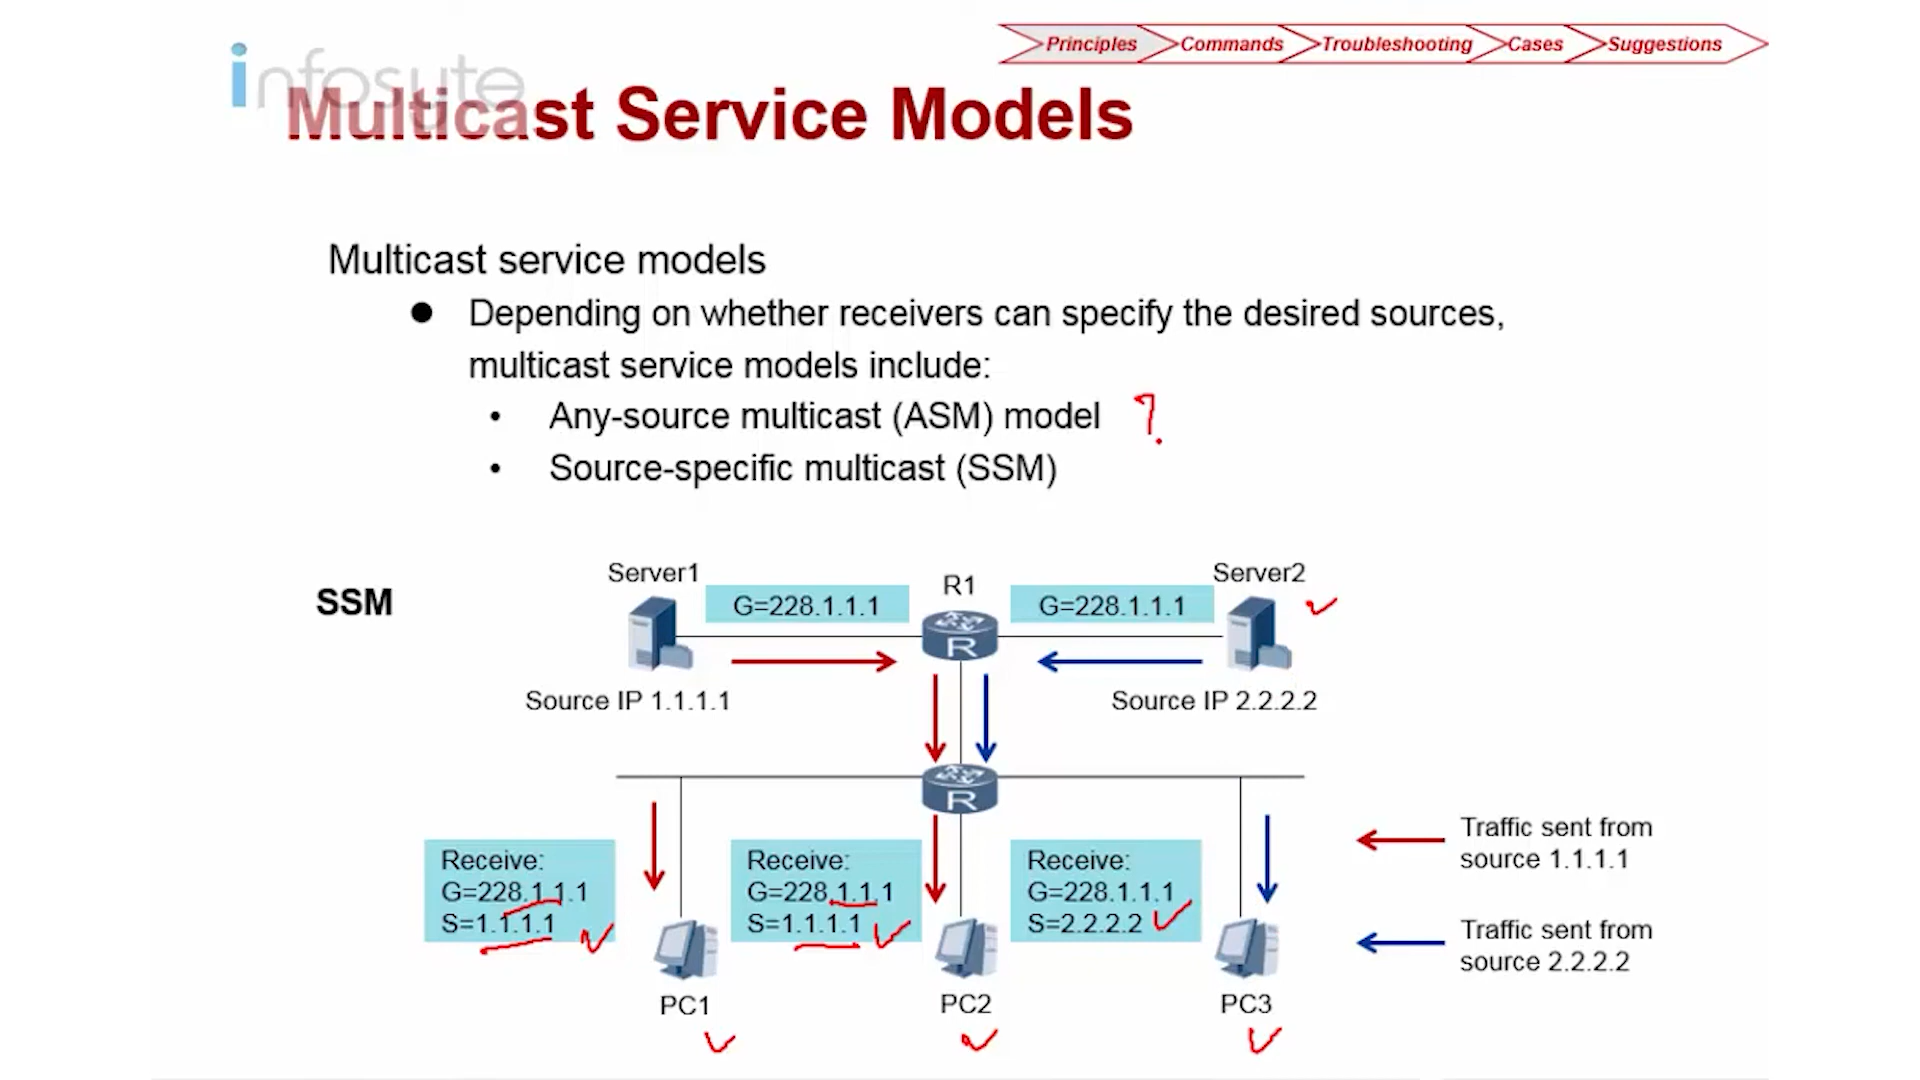 Principles
Commands
Troubleshooting
Cases
Suggestions
infosyte
Multicast Service Models
Multicast service models
● Depending on whether receivers can specify the desired sources,
multicast service models include:
• Any-source multicast (ASM) model ?
• Source-specific multicast (SSM)
SSM
Server1
G=228.1.1.1
R1
G=228.1.1.1
Server2
R
Source IP 1.1.1.1
Source IP 2.2.2.2
R
Receive:
G=228.1.1.1
S=1.1.1.1
Receive:
G=228.1.1.1
S=1.1.1.1
Receive:
G=228.1.1.1
S=2.2.2.2
Traffic sent from
source 1.1.1.1
Traffic sent from
source 2.2.2.2
PC1
PC2
PC3